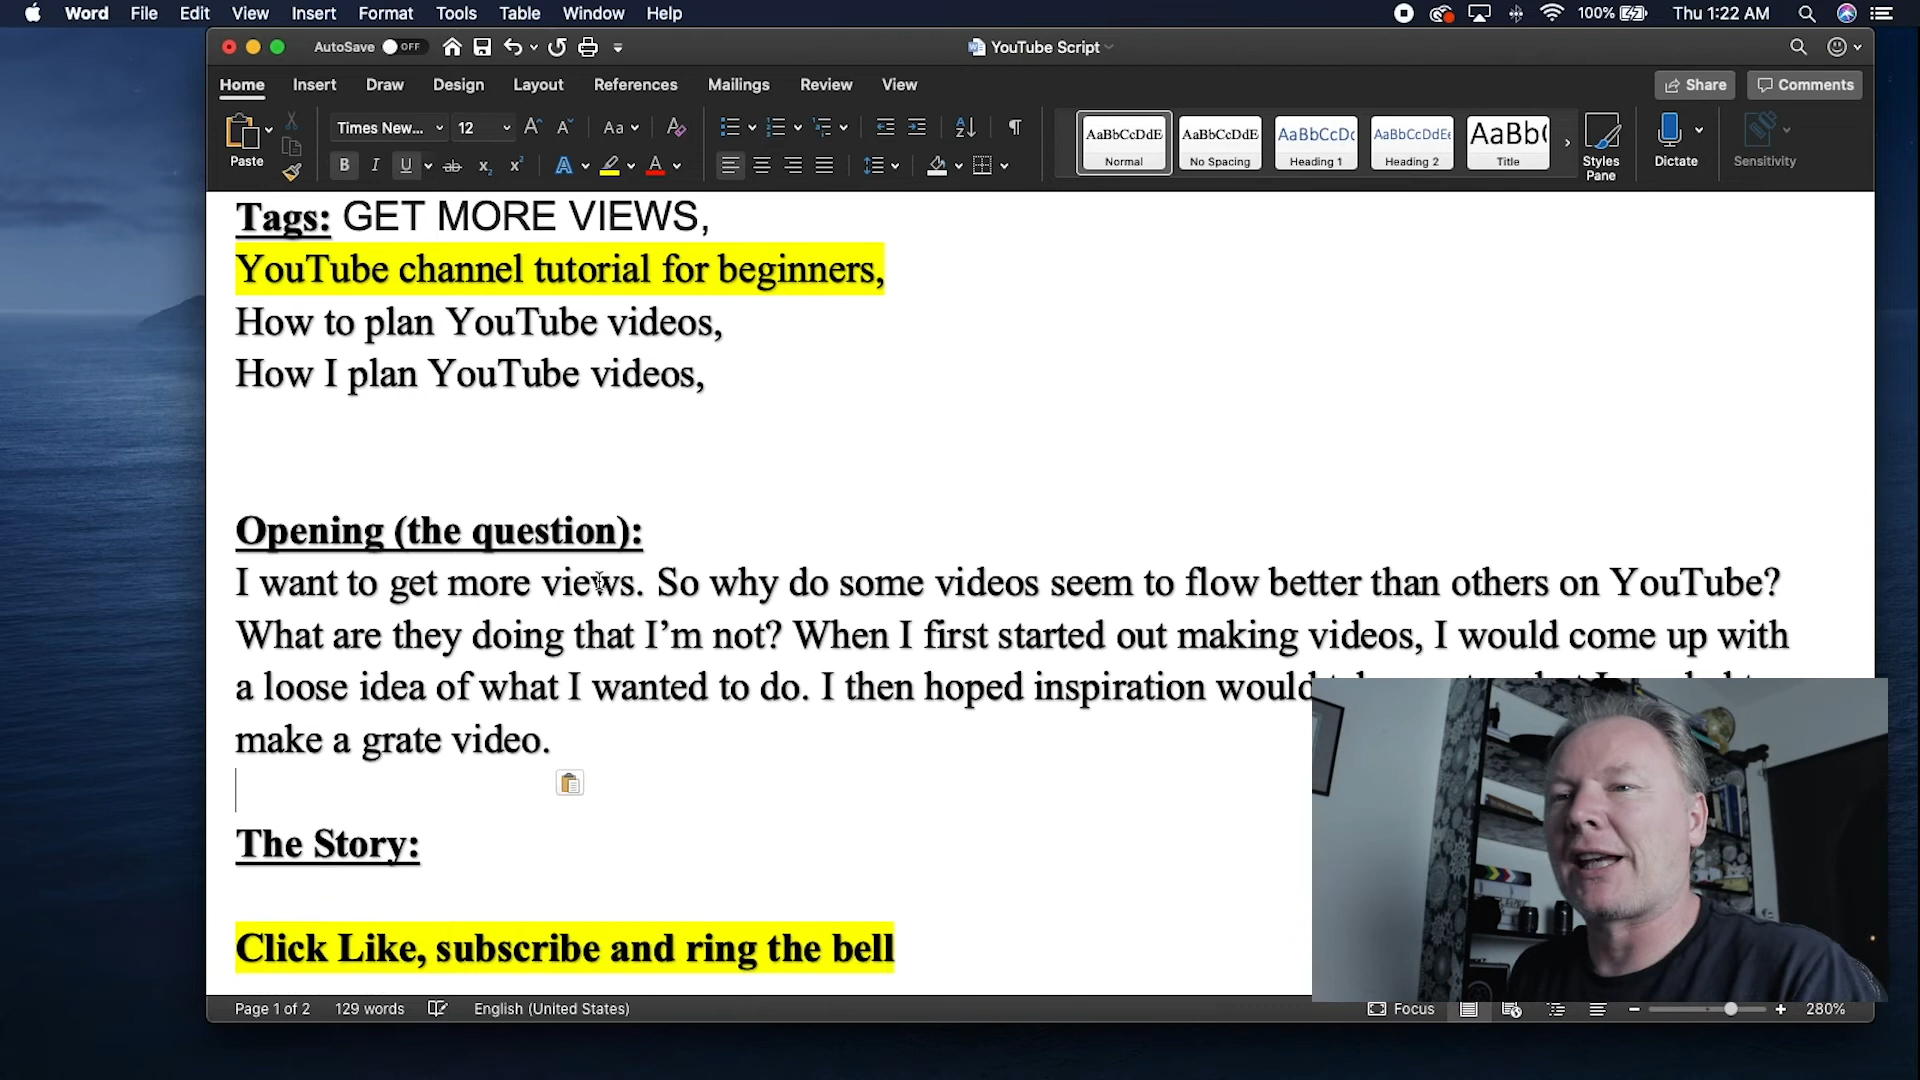 Word File Edit View Insert Format Tools Table Window Help 100% Thu 1:22 AM
AutoSave OFF YouTube Script
Home Insert Draw Design Layout References Mailings Review View Share Comments
Paste Times New... 12 Aa
AaBbCcDdE AaBbCcDdE AaBbCcDc AaBbCcDdEe AaBb(
Normal No Spacing Heading 1 Heading 2 Title
Styles Pane Dictate Sensitivity
Tags: GET MORE VIEWS,
YouTube channel tutorial for beginners,
How to plan YouTube videos,
How I plan YouTube videos,
Opening (the question):
I want to get more views. So why do some videos seem to flow better than others on YouTube?
What are they doing that I’m not? When I first started out making videos, I would come up with
a loose idea of what I wanted to do. I then hoped inspiration would
make a grate video.
The Story:
Click Like, subscribe and ring the bell
Page 1 of 2 129 words English (United States) Focus 280%